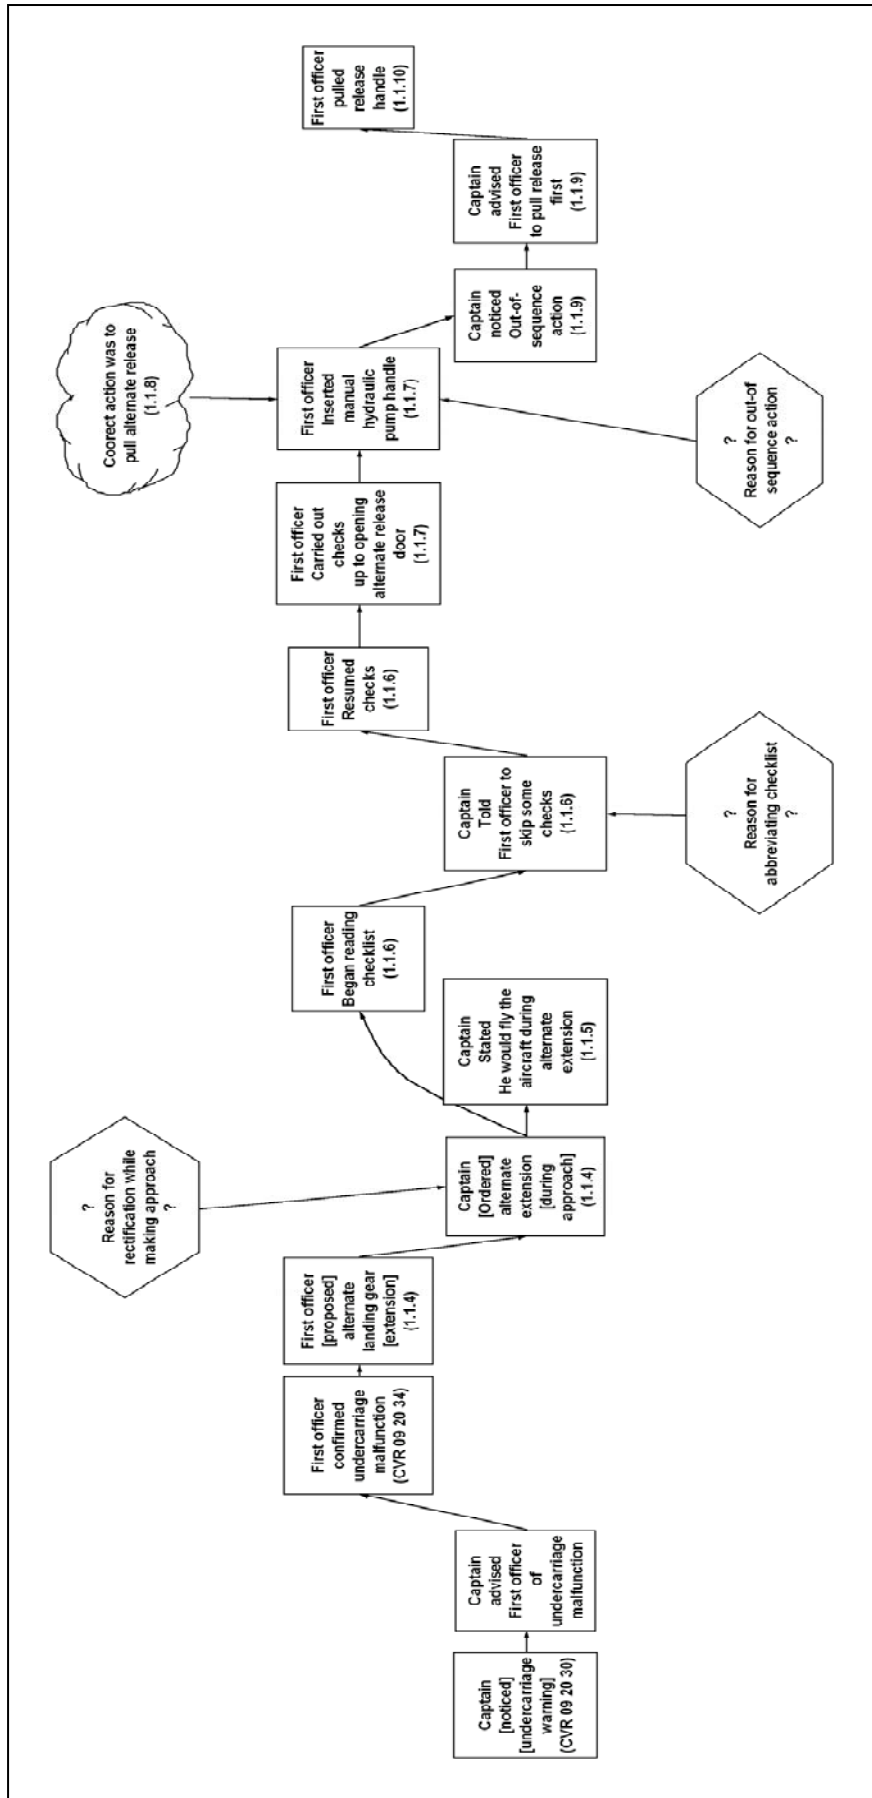 Captain
[noticed]
[undercarriage
warning]
(CVR 09 20 30)
Captain
advised
First officer
of
undercarriage
malfunction
First officer
confirmed
undercarriage
malfunction
(CVR 09 20 34)
First officer
[proposed]
alternate
landing gear
[extension]
(1.1.4)
?
Reason for
rectification while
making approach
?
Captain
[Ordered]
alternate
extension
[during
approach]
(1.1.4)
Captain
Stated
He would fly the
aircraft during
alternate
extension
[1.1.5)
First officer
Began reading
checklist
(1.1.6)
Captain
Told
First officer to
skip some
checks
(1.1.6)
?
Reason for
abbreviating checklist
?
First officer
Resumed
checks
(1.1.6)
First officer
Carried out
checks
up to opening
alternate release
door
[1.1.7)
First officer
Inserted
manual
hydraulic
pump handle
(1.1.7)
Coorect action was to
pull alternate release
[1.1.8)
?
Reason for out-of
sequence action
?
Captain
noticed
Out-of-
sequence
action
(1.1.9)
Captain
advised
First officer
to pull release
first
(1.1.9)
First officer
pulled
release
handle
(1.1.10)